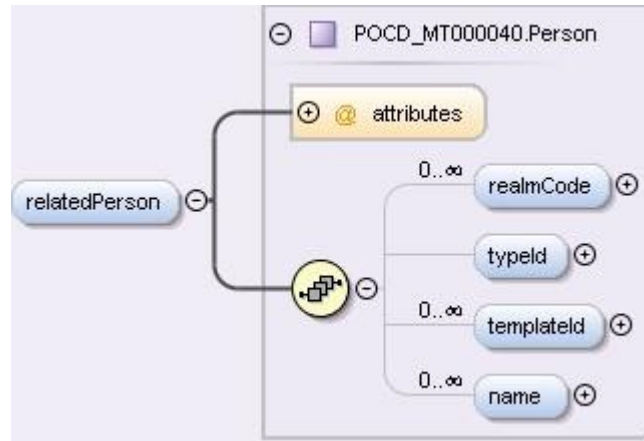 POCD_MT000040.Person
@ attributes
relatedPerson
0..∞
realmCode
typeId
0..∞
templateId
0..∞
name